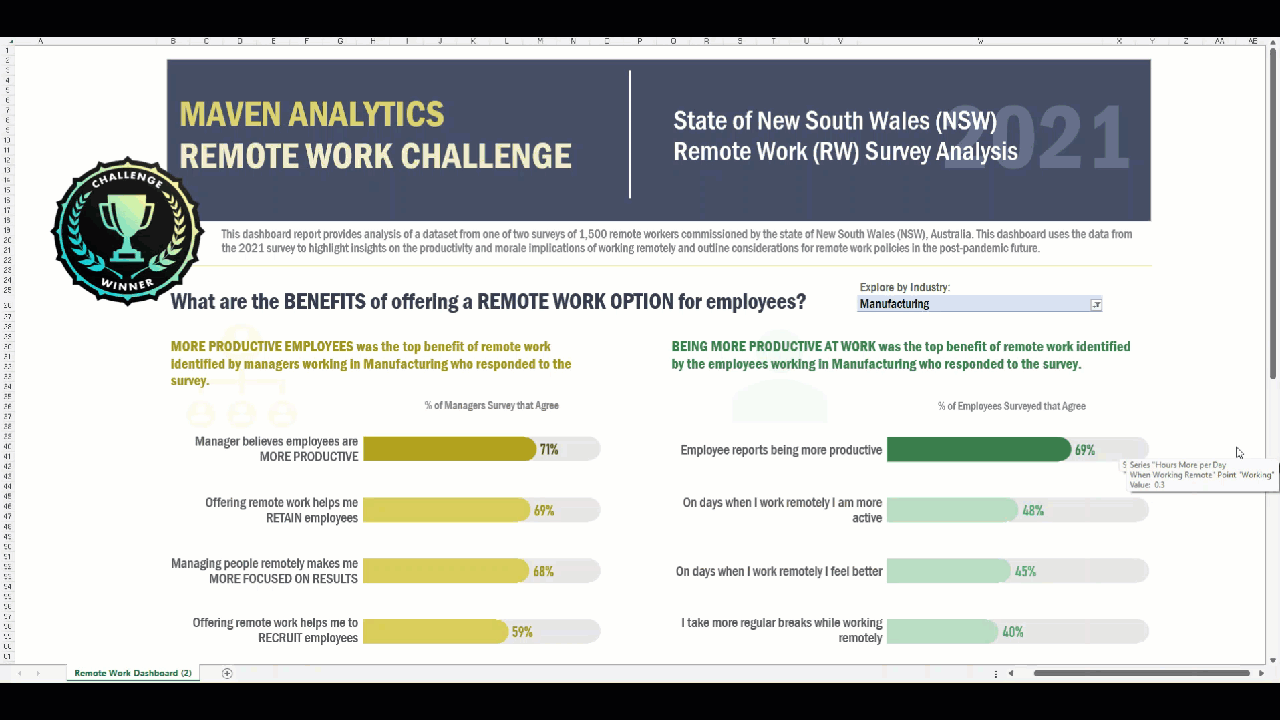 A B C D E F G H I J K L M N O P Q R S T U V W X Y Z AA AE
MAVEN ANALYTICS
REMOTE WORK CHALLENGE
2021
State of New South Wales (NSW)
Remote Work (RW) Survey Analysis
CHALLENGE
WINNER
This dashboard report provides analysis of a dataset from one of two surveys of 1,500 remote workers commissioned by the state of New South Wales (NSW), Australia. This dashboard uses the data from
the 2021 survey to highlight insights on the productivity and morale implications of working remotely and outline considerations for remote work policies in the post-pandemic future.
What are the BENEFITS of offering a REMOTE WORK OPTION for employees?
Explore by Industry:
Manufacturing
MORE PRODUCTIVE EMPLOYEES was the top benefit of remote work
identified by managers working in Manufacturing who responded to the
survey.
% of Managers Survey that Agree
Manager believes employees are
MORE PRODUCTIVE
71%
Offering remote work helps me
RETAIN employees
69%
Managing people remotely makes me
MORE FOCUSED ON RESULTS
68%
Offering remote work helps me to
RECRUIT employees
59%
BEING MORE PRODUCTIVE AT WORK was the top benefit of remote work identified
by the employees working in Manufacturing who responded to the survey.
% of Employees Surveyed that Agree
Employee reports being more productive
69%
Series "Hours More per Day
When Working Remote" Point "Working"
Value: 0.3
On days when I work remotely I am more
active
48%
On days when I work remotely I feel better
45%
I take more regular breaks while working
remotely
40%
Remote Work Dashboard (2)